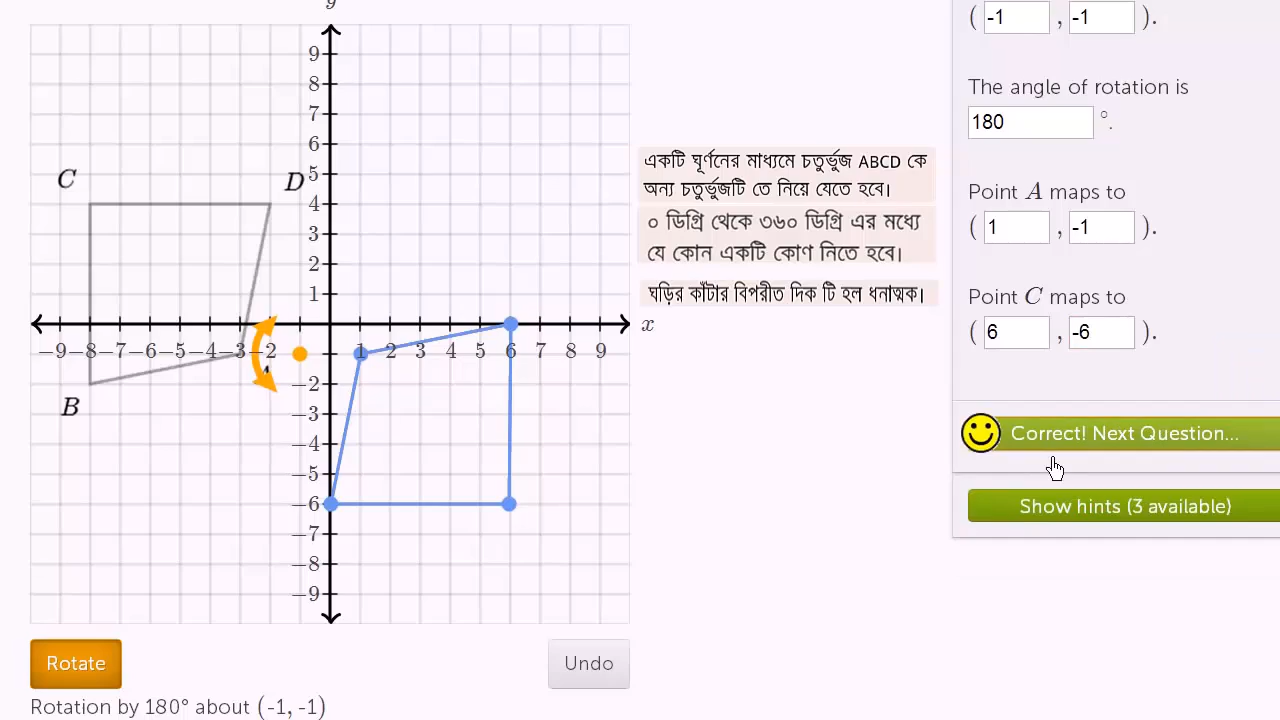 y
9
8
7
6
5
4
3
2
1
−9 −8 −7 −6 −5 −4 −3 −2 1 2 3 4 5 6 7 8 9
x
−2
−3
−4
−5
−6
−7
−8
−9
C
D
B
একটি ঘূর্ণনের মাধ্যমে চতুর্ভুজ ABCD কে
অন্য চতুর্ভুজটি তে নিয়ে যেতে হবে।
০ ডিগ্রি থেকে ৩৬০ ডিগ্রি এর মধ্যে
যে কোন একটি কোণ নিতে হবে।
ঘড়ির কাঁটার বিপরীত দিক টি হল ধনাত্মক।
Rotate
Undo
Rotation by 180° about (-1, -1)
( -1 , -1 ).
The angle of rotation is
180 °.
Point A maps to
( 1 , -1 ).
Point C maps to
( 6 , -6 ).
Correct! Next Question...
Show hints (3 available)